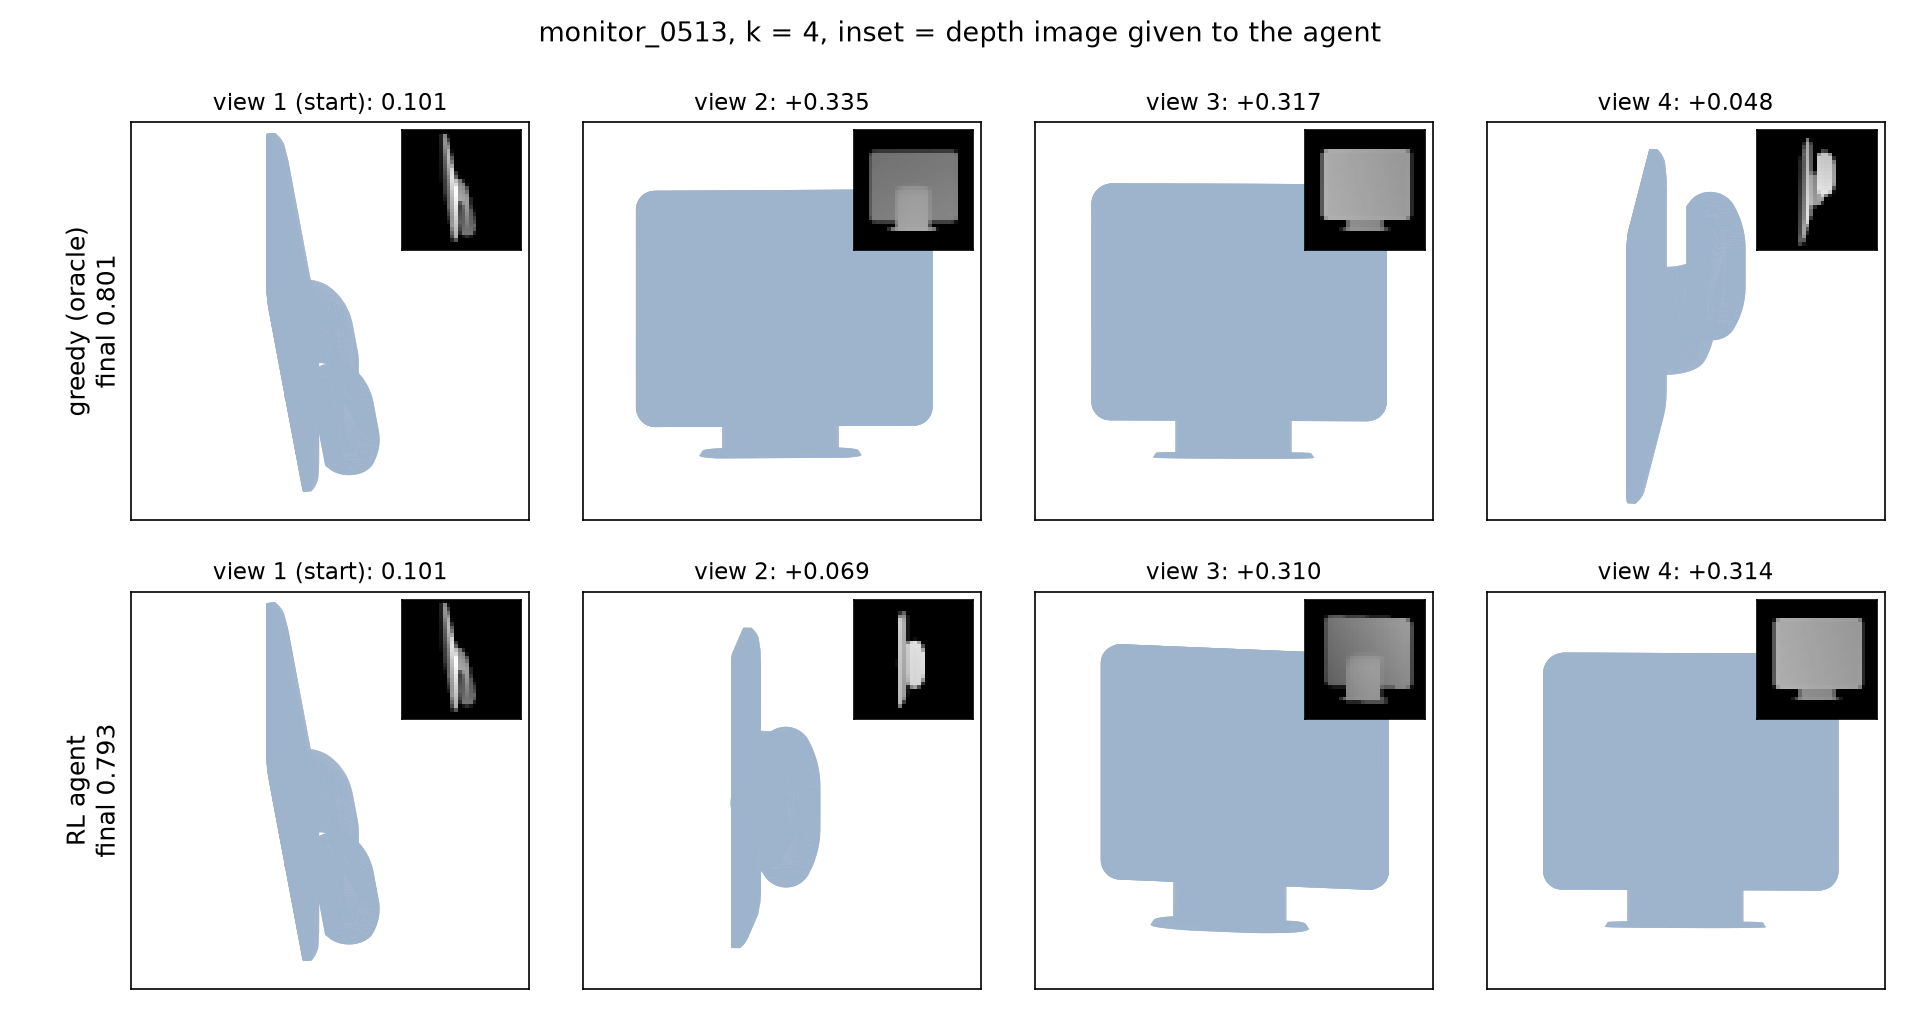 monitor_0513, k = 4, inset = depth image given to the agent
greedy (oracle)
final 0.801
view 1 (start): 0.101
view 2: +0.335
view 3: +0.317
view 4: +0.048
RL agent
final 0.793
view 1 (start): 0.101
view 2: +0.069
view 3: +0.310
view 4: +0.314